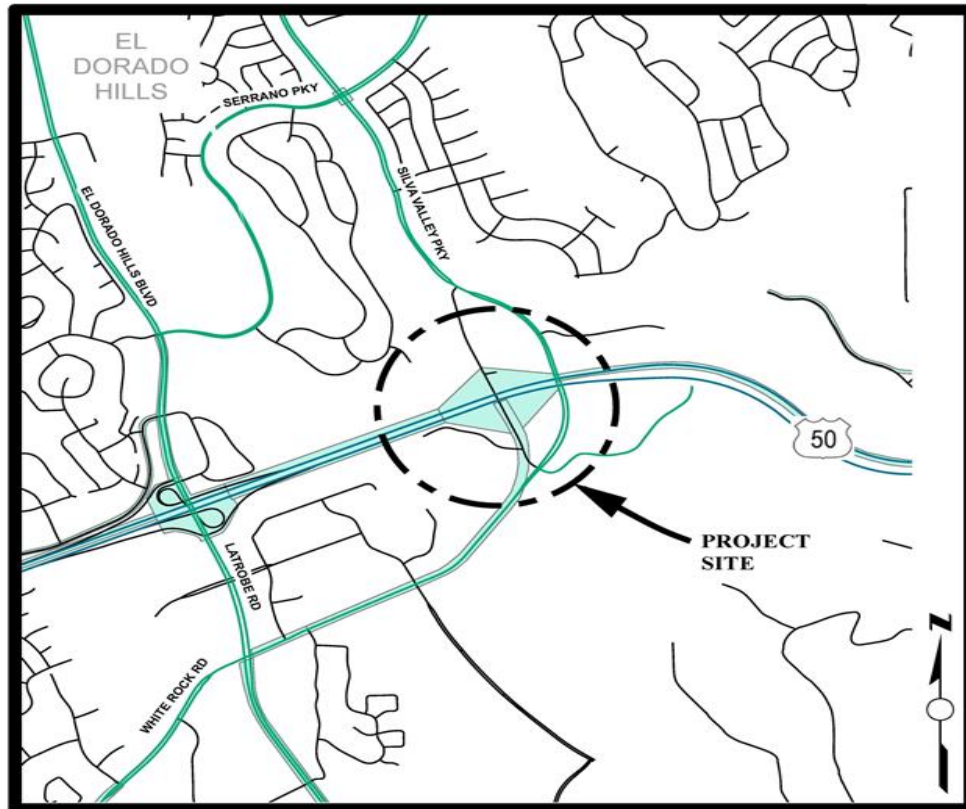 EL
DORADO
HILLS
SERRANO PKY
SILVA VALLEY PKY
EL DORADO HILLS BLVD
50
PROJECT
SITE
LATROBE RD
WHITE ROCK RD
N